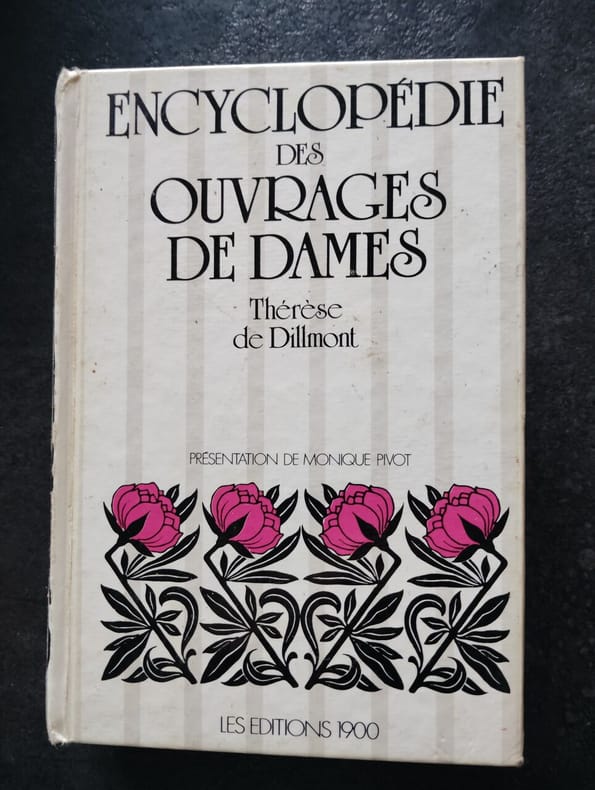 ENCYCLOPÉDIE
DES
OUVRAGES
DE DAMES
Thérèse
de Dillmont
PRÉSENTATION DE MONIQUE PIVOT
LES EDITIONS 1900